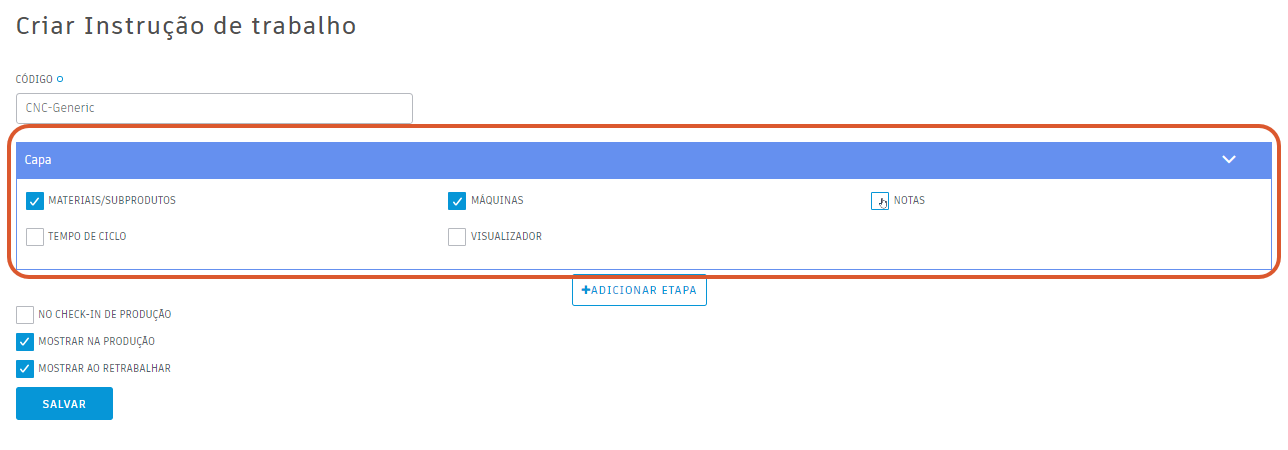 Criar Instrução de trabalho
CÓDIGO
CNC-Generic
Capa
MATERIAIS/SUBPRODUTOS MÁQUINAS NOTAS
TEMPO DE CICLO VISUALIZADOR
+ADICIONAR ETAPA
NO CHECK-IN DE PRODUÇÃO
MOSTRAR NA PRODUÇÃO
MOSTRAR AO RETRABALHAR
SALVAR